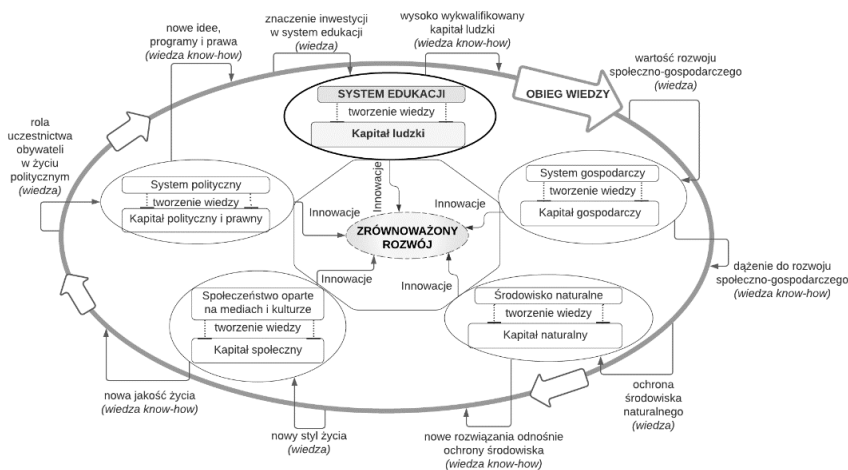 nowe idee,
programy i prawa
(wiedza know-how)
znaczenie inwestycji
w system edukacji
(wiedza)
wysoko wykwalifikowany
kapitał ludzki
(wiedza know-how)
wartość rozwoju
społeczno-gospodarczego
(wiedza)
OBIEG WIEDZY
SYSTEM EDUKACJI
tworzenie wiedzy
Kapitał ludzki
rola
uczestnictwa
obywateli
w życiu
politycznym
(wiedza)
System polityczny
tworzenie wiedzy
Kapitał polityczny i prawny
System gospodarczy
tworzenie wiedzy
Kapitał gospodarczy
Innowacje
Innowacje
Innowacje
ZRÓWNOWAŻONY
ROZWÓJ
Innowacje
Innowacje
dążenie do rozwoju
społeczno-gospodarczego
(wiedza know-how)
Społeczeństwo oparte
na mediach i kulturze
tworzenie wiedzy
Kapitał społeczny
Środowisko naturalne
tworzenie wiedzy
Kapitał naturalny
nowa jakość życia
(wiedza know-how)
nowy styl życia
(wiedza)
nowe rozwiązania odnośnie
ochrony środowiska
(wiedza know-how)
ochrona
środowiska
naturalnego
(wiedza)